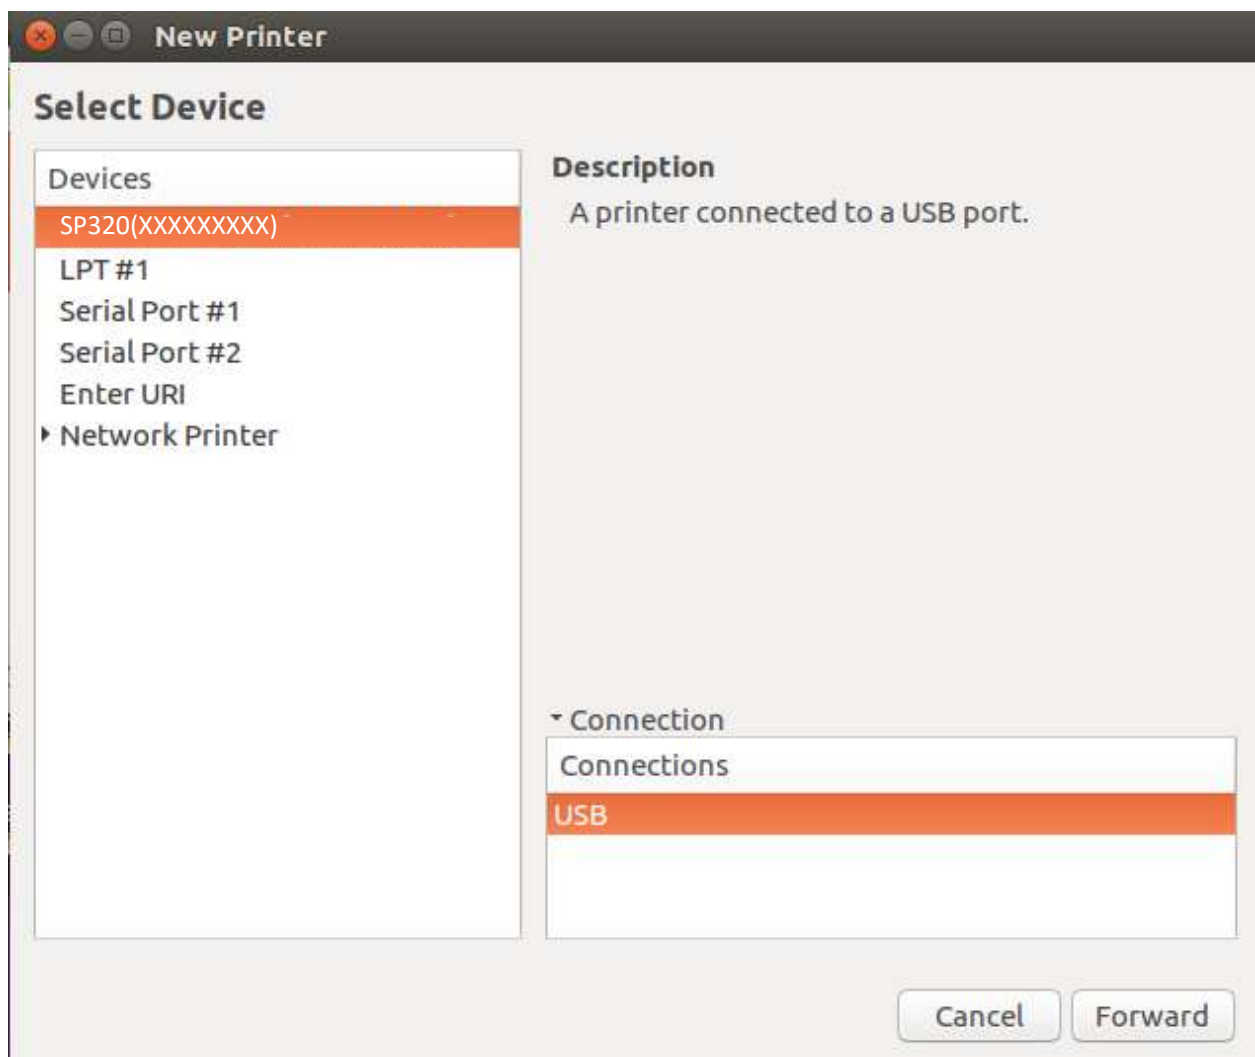 New Printer
Select Device
Devices
SP320(XXXXXXXXX)
LPT #1
Serial Port #1
Serial Port #2
Enter URI
Network Printer
Description
A printer connected to a USB port.
Connection
Connections
USB
Cancel
Forward